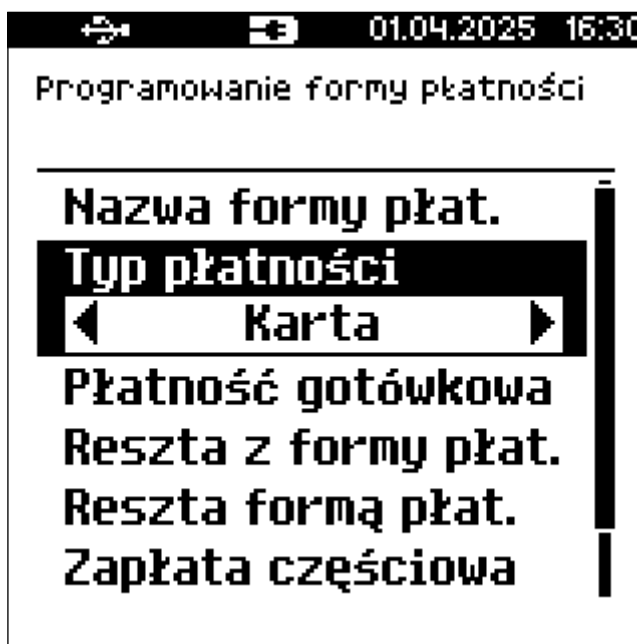 01.04.2025 16:30
Programowanie formy płatności
Nazwa formy płat.
Typ płatności
Karta
Płatność gotówkowa
Reszta z formy płat.
Reszta formą płat.
Zapłata częściowa